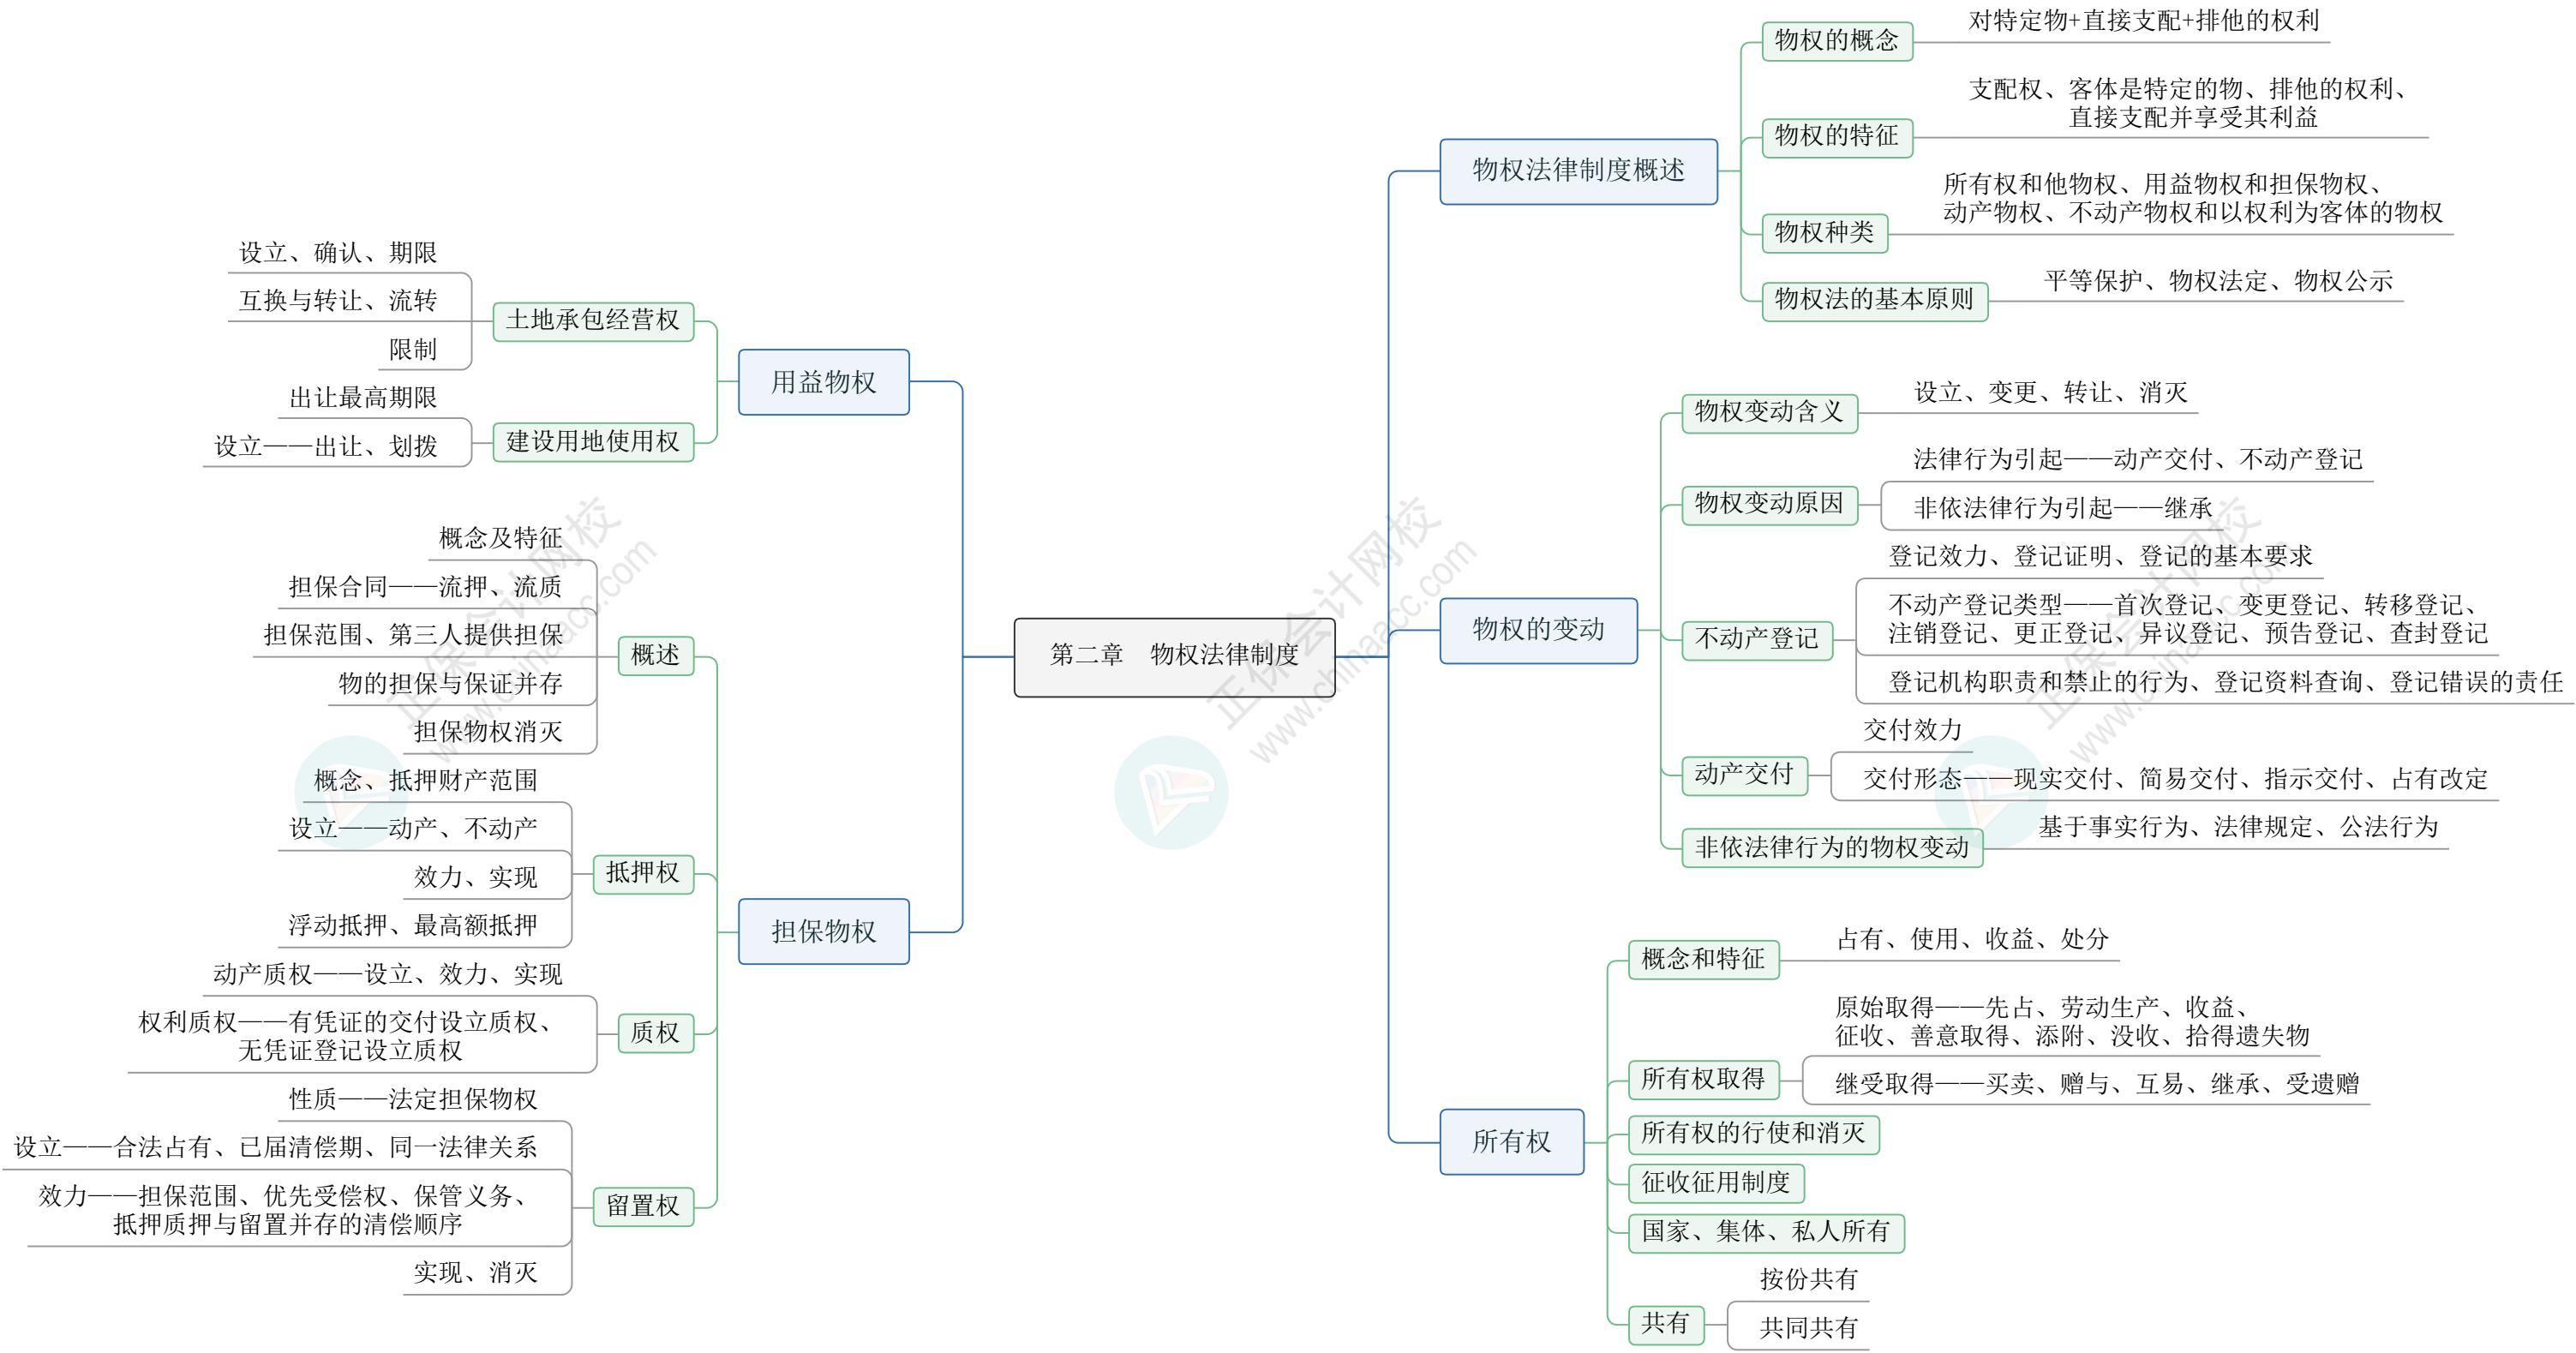 第二章　物权法律制度
物权法律制度概述
物权的概念
对特定物+直接支配+排他的权利
物权的特征
支配权、客体是特定的物、排他的权利、
直接支配并享受其利益
物权种类
所有权和他物权、用益物权和担保物权、
动产物权、不动产物权和以权利为客体的物权
物权法的基本原则
平等保护、物权法定、物权公示
物权的变动
物权变动含义
设立、变更、转让、消灭
物权变动原因
法律行为引起——动产交付、不动产登记
非依法律行为引起——继承
不动产登记
登记效力、登记证明、登记的基本要求
不动产登记类型——首次登记、变更登记、转移登记、
注销登记、更正登记、异议登记、预告登记、查封登记
登记机构职责和禁止的行为、登记资料查询、登记错误的责任
动产交付
交付效力
交付形态——现实交付、简易交付、指示交付、占有改定
非依法律行为的物权变动
基于事实行为、法律规定、公法行为
所有权
概念和特征
占有、使用、收益、处分
所有权取得
原始取得——先占、劳动生产、收益、
征收、善意取得、添附、没收、拾得遗失物
继受取得——买卖、赠与、互易、继承、受遗赠
所有权的行使和消灭
征收征用制度
国家、集体、私人所有
共有
按份共有
共同共有
用益物权
土地承包经营权
设立、确认、期限
互换与转让、流转
限制
建设用地使用权
出让最高期限
设立——出让、划拨
担保物权
概述
概念及特征
担保合同——流押、流质
担保范围、第三人提供担保
物的担保与保证并存
担保物权消灭
抵押权
概念、抵押财产范围
设立——动产、不动产
效力、实现
浮动抵押、最高额抵押
质权
动产质权——设立、效力、实现
权利质权——有凭证的交付设立质权、
无凭证登记设立质权
留置权
性质——法定担保物权
设立——合法占有、已届清偿期、同一法律关系
效力——担保范围、优先受偿权、保管义务、
抵押质押与留置并存的清偿顺序
实现、消灭
正保会计网校
www.chinaacc.com
正保会计网校
www.chinaacc.com
正保会计网校
www.chinaacc.com